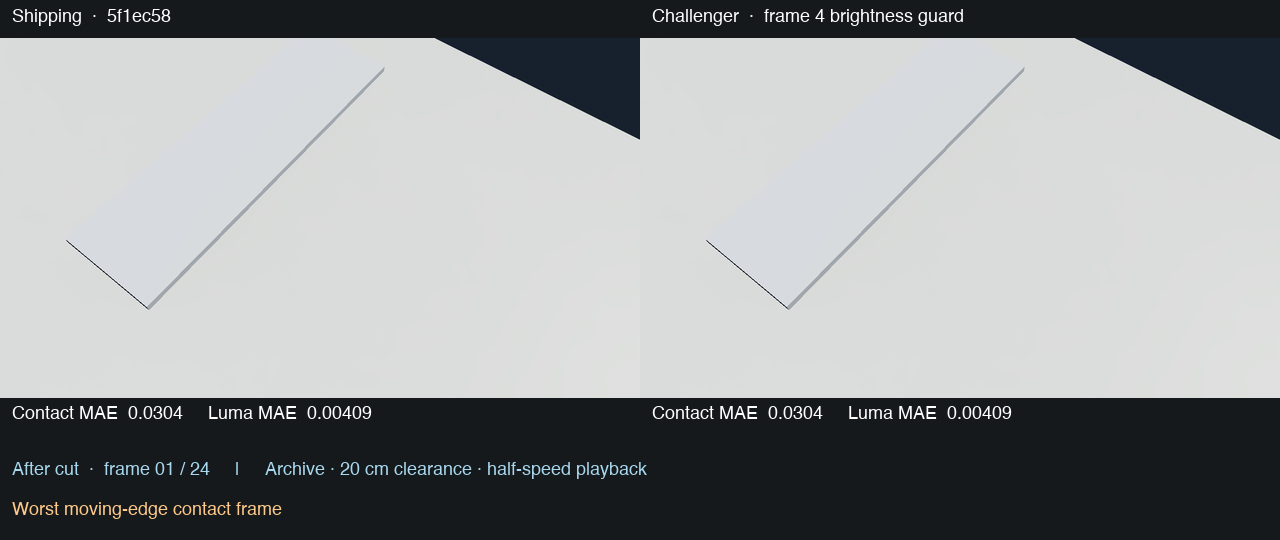 Shipping · 5f1ec58
Challenger · frame 4 brightness guard
Contact MAE 0.0304 Luma MAE 0.00409
Contact MAE 0.0304 Luma MAE 0.00409
After cut · frame 01 / 24 | Archive · 20 cm clearance · half-speed playback
Worst moving-edge contact frame